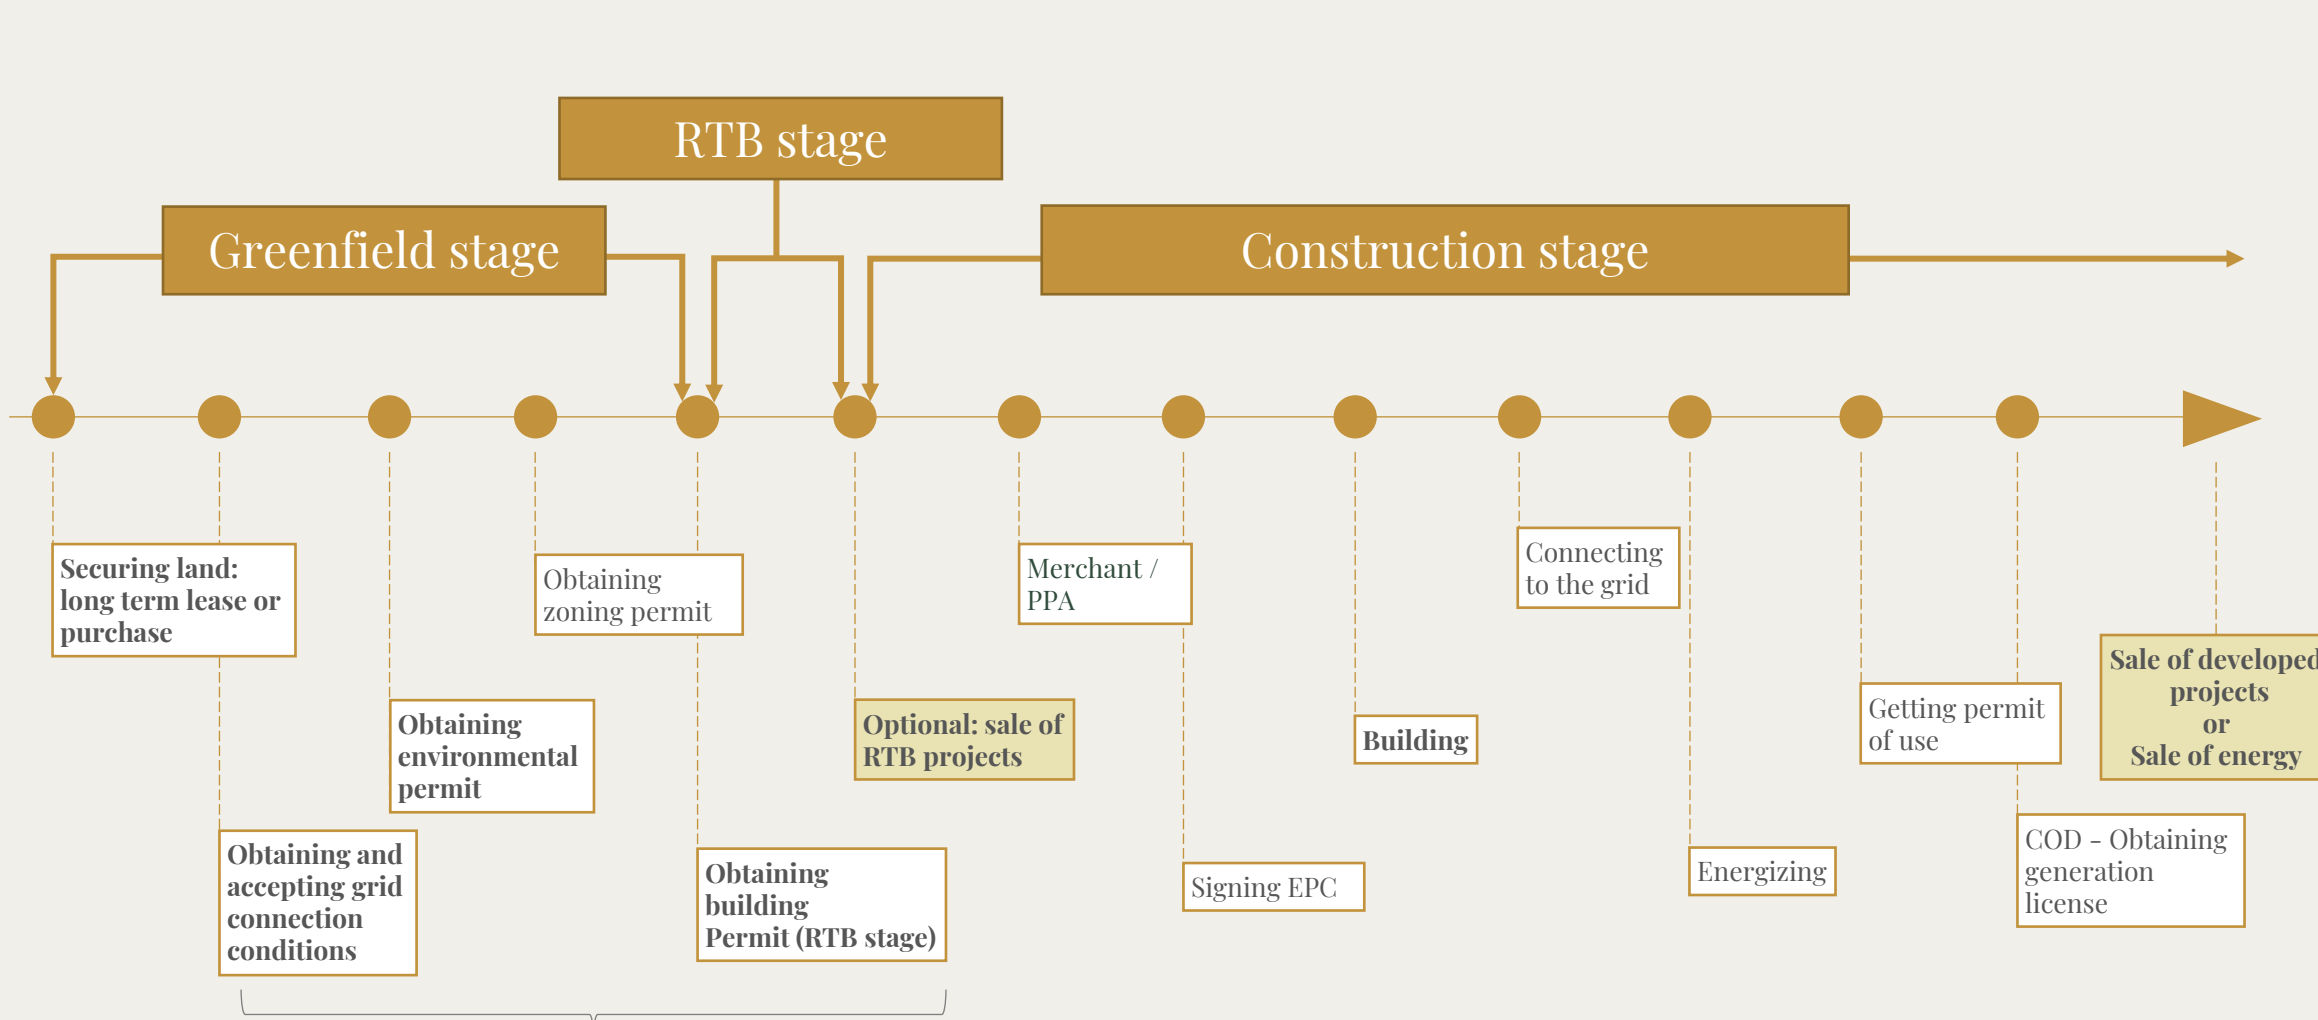 RTB stage
Greenfield stage
Construction stage
Securing land:
long term lease or
purchase
Obtaining and
accepting grid
connection
conditions
Obtaining
environmental
permit
Obtaining
zoning permit
Obtaining
building
Permit (RTB stage)
Optional: sale of
RTB projects
Merchant /
PPA
Signing EPC
Building
Connecting
to the grid
Energizing
Getting permit
of use
COD - Obtaining
generation
license
Sale of developed
projects
or
Sale of energy